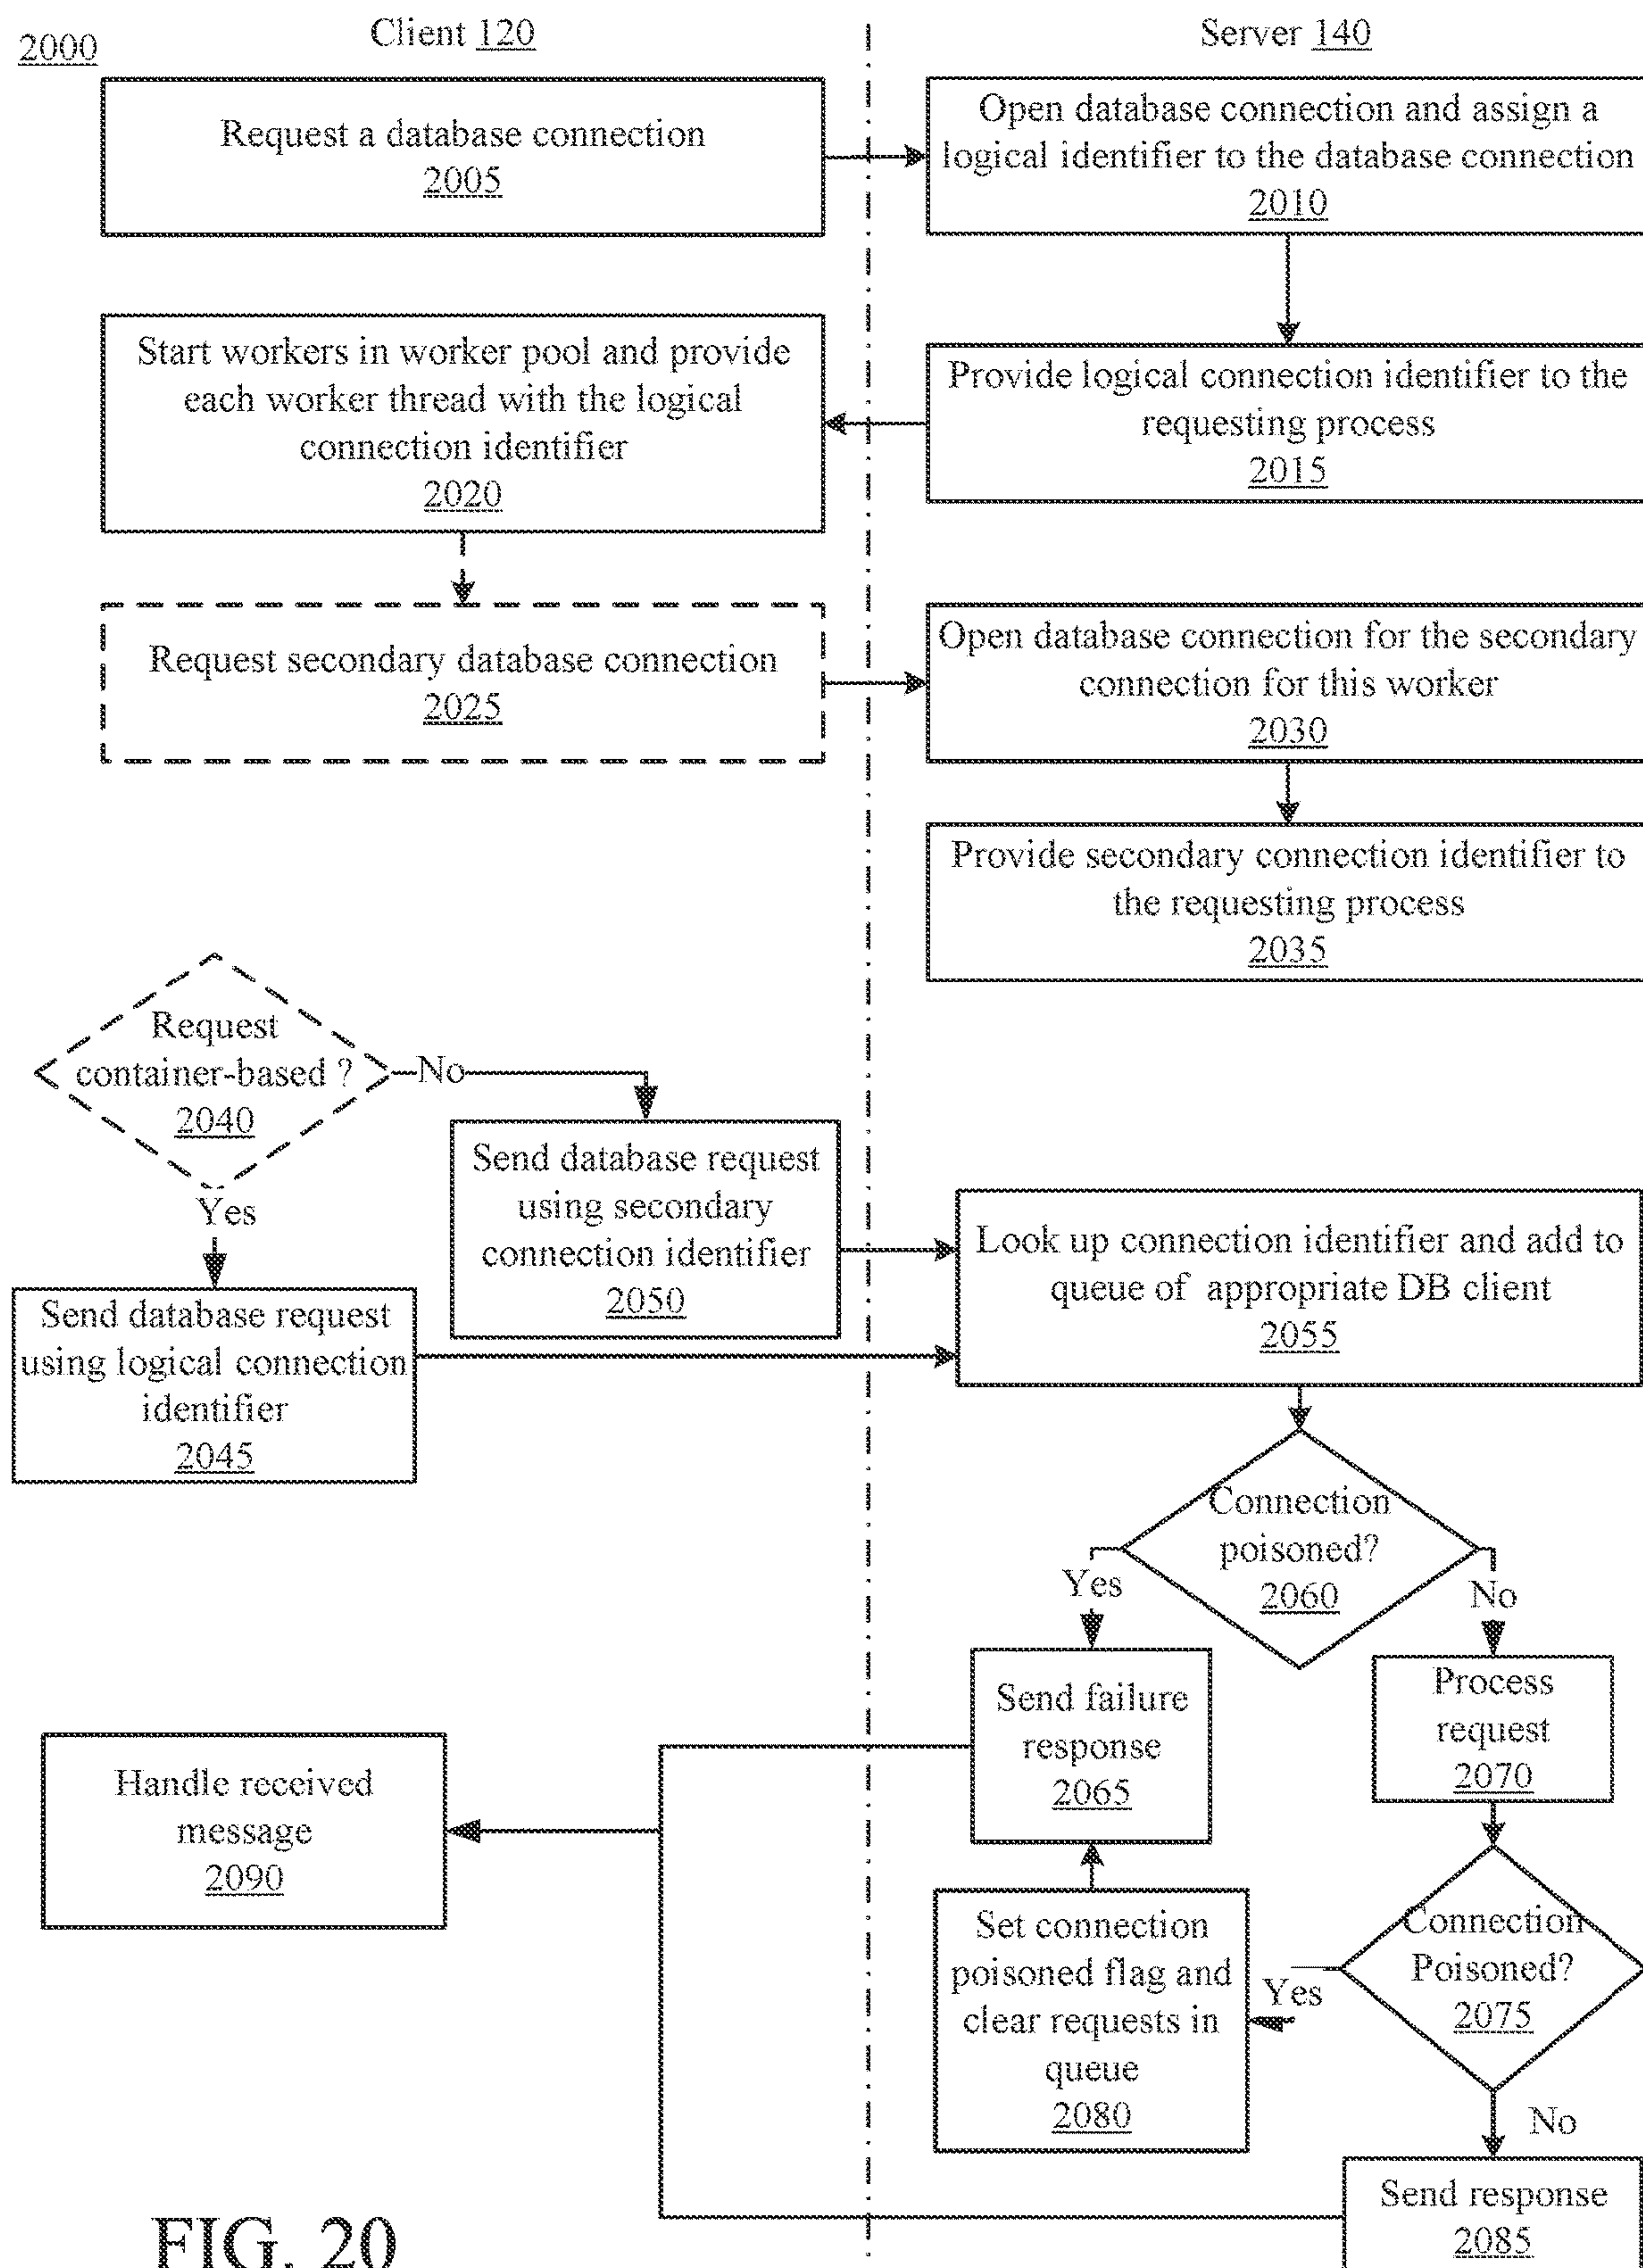 2000
Client 120
Server 140
Request a database connection
2005
Open database connection and assign a
logical identifier to the database connection
2010
Start workers in worker pool and provide
each worker thread with the logical
connection identifier
2020
Provide logical connection identifier to the
requesting process
2015
Request secondary database connection
2025
Open database connection for the secondary
connection for this worker
2030
Provide secondary connection identifier to
the requesting process
2035
Request
container-based ?
2040
No
Yes
Send database request
using secondary
connection identifier
2050
Send database request
using logical connection
identifier
2045
Look up connection identifier and add to
queue of appropriate DB client
2055
Connection
poisoned?
2060
Yes
No
Send failure
response
2065
Process
request
2070
Handle received
message
2090
Set connection
poisoned flag and
clear requests in
queue
2080
Connection
Poisoned?
2075
Yes
No
Send response
2085
FIG. 20